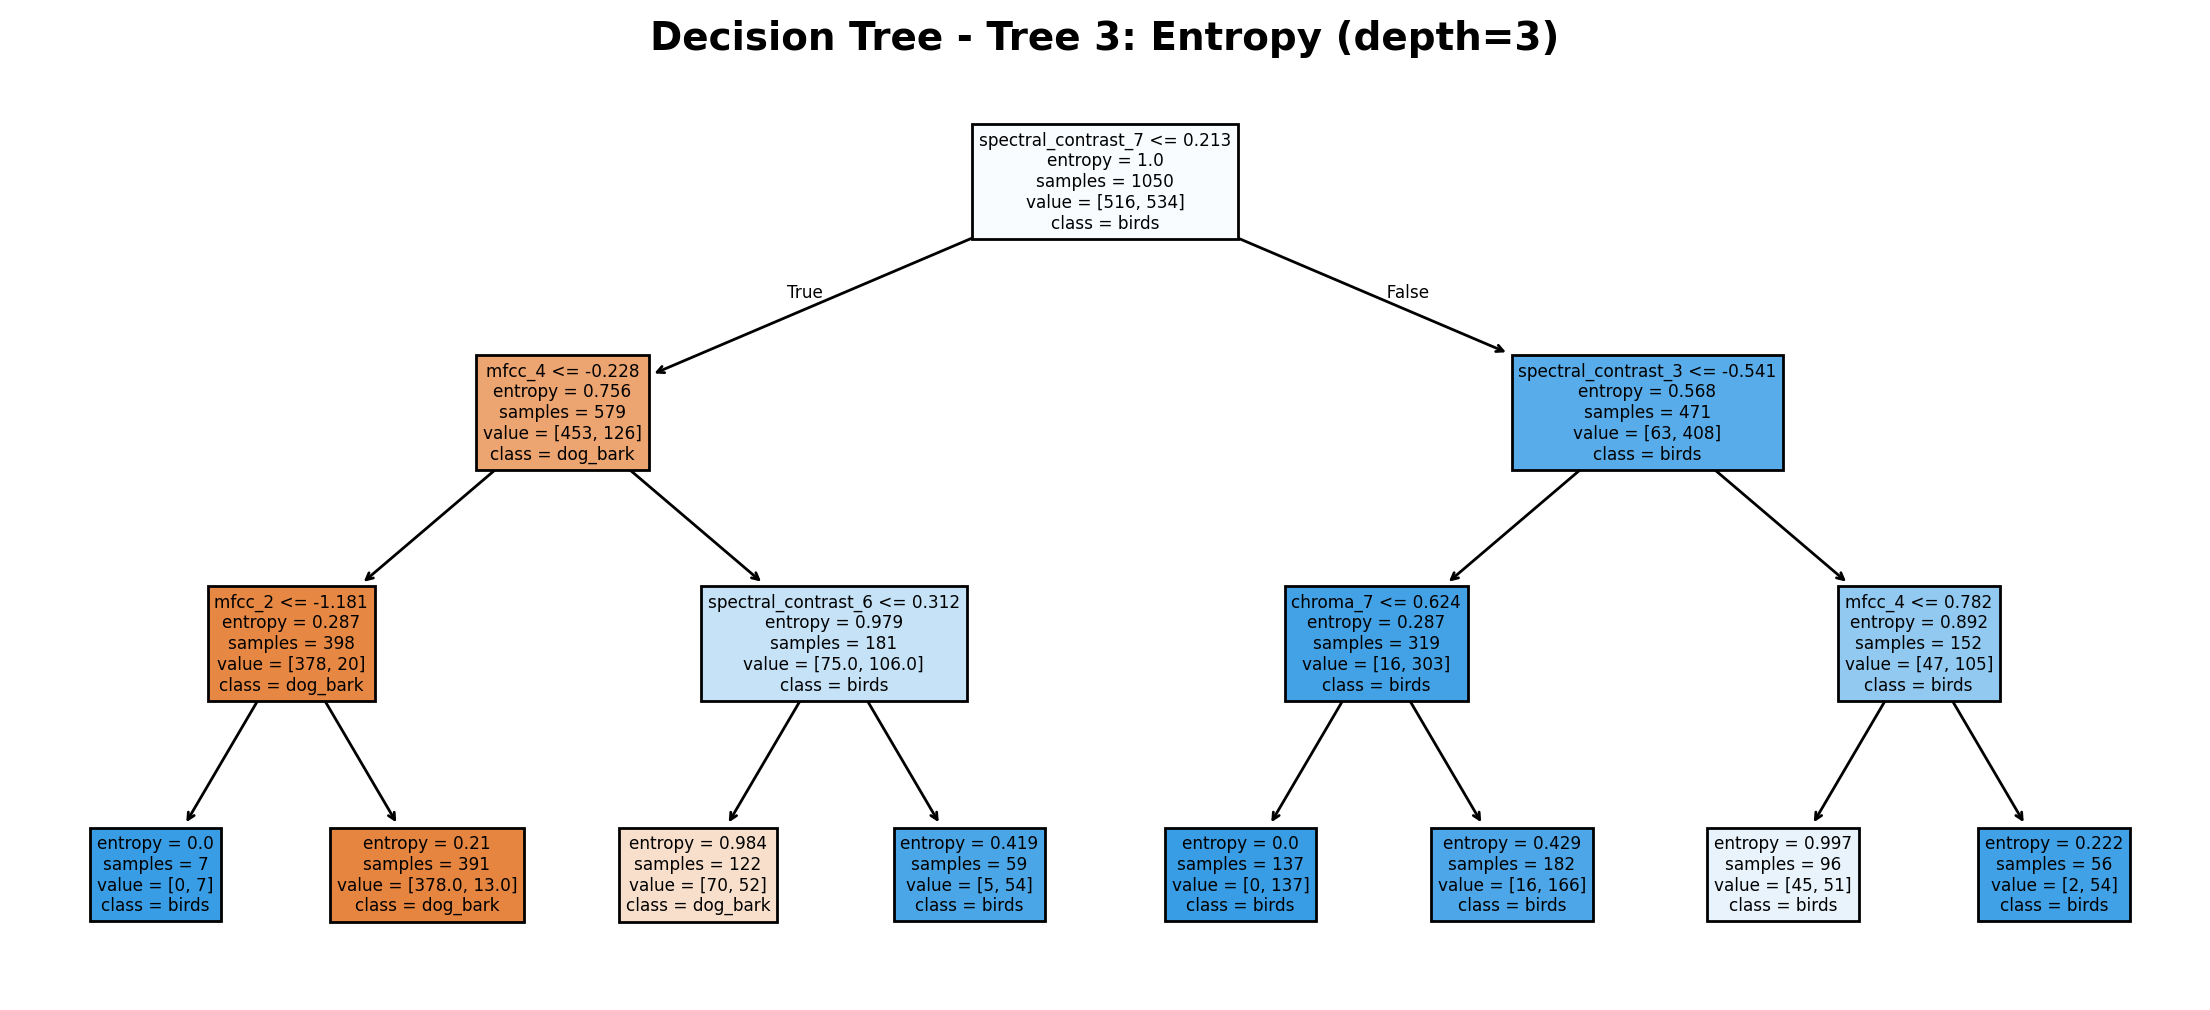 Decision Tree - Tree 3: Entropy (depth=3)
spectral_contrast_7 <= 0.213
entropy = 1.0
samples = 1050
value = [516, 534]
class = birds
True
False
mfcc_4 <= -0.228
entropy = 0.756
samples = 579
value = [453, 126]
class = dog_bark
spectral_contrast_3 <= -0.541
entropy = 0.568
samples = 471
value = [63, 408]
class = birds
mfcc_2 <= -1.181
entropy = 0.287
samples = 398
value = [378, 20]
class = dog_bark
spectral_contrast_6 <= 0.312
entropy = 0.979
samples = 181
value = [75.0, 106.0]
class = birds
chroma_7 <= 0.624
entropy = 0.287
samples = 319
value = [16, 303]
class = birds
mfcc_4 <= 0.782
entropy = 0.892
samples = 152
value = [47, 105]
class = birds
entropy = 0.0
samples = 7
value = [0, 7]
class = birds
entropy = 0.21
samples = 391
value = [378.0, 13.0]
class = dog_bark
entropy = 0.984
samples = 122
value = [70, 52]
class = dog_bark
entropy = 0.419
samples = 59
value = [5, 54]
class = birds
entropy = 0.0
samples = 137
value = [0, 137]
class = birds
entropy = 0.429
samples = 182
value = [16, 166]
class = birds
entropy = 0.997
samples = 96
value = [45, 51]
class = birds
entropy = 0.222
samples = 56
value = [2, 54]
class = birds